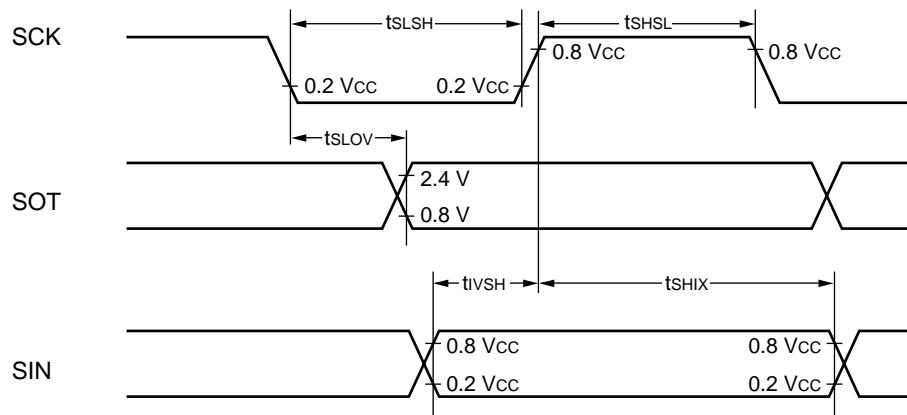 tSLSH tSHSL
SCK
0.8 VCC 0.8 VCC
0.2 VCC 0.2 VCC
tSLOV
2.4 V
SOT
0.8 V
tIVSH tSHIX
0.8 VCC 0.8 VCC
SIN
0.2 VCC 0.2 VCC